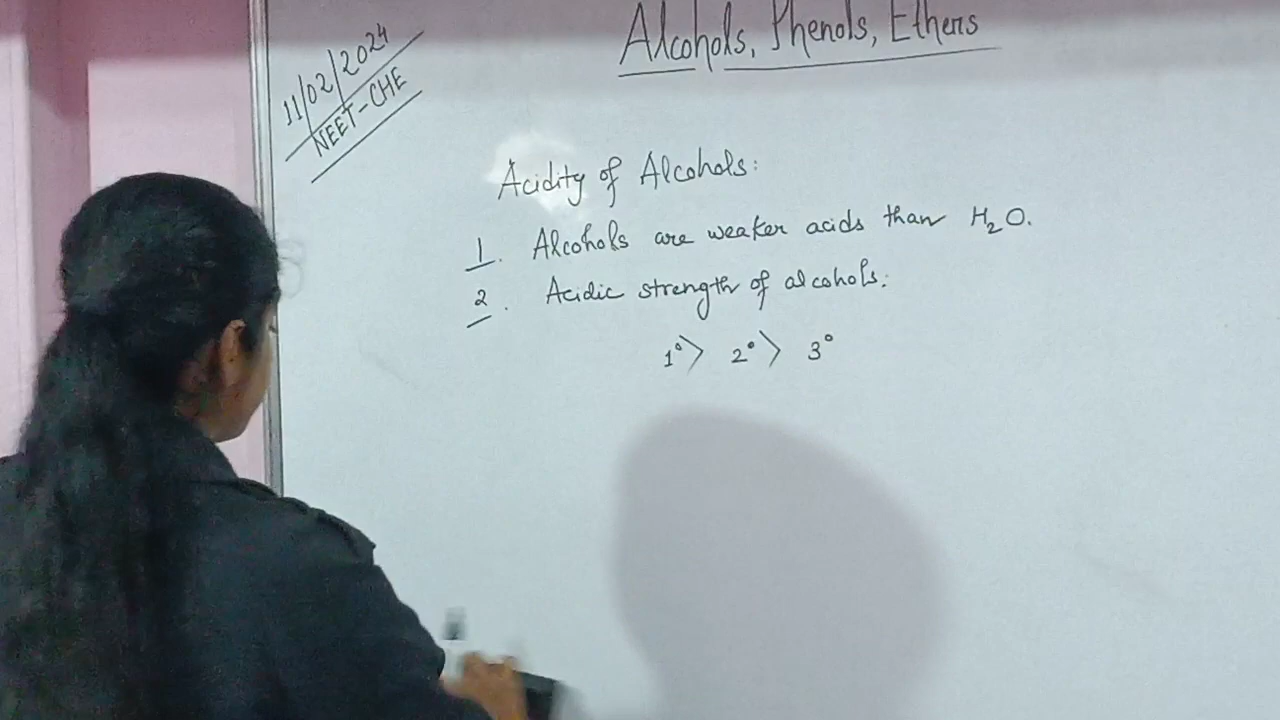 11/02/2024
NEET-CHE
Alcohols, Phenols, Ethers
Acidity of Alcohols:
1. Alcohols are weaker acids than H₂O.
2. Acidic strength of alcohols:
1° > 2° > 3°